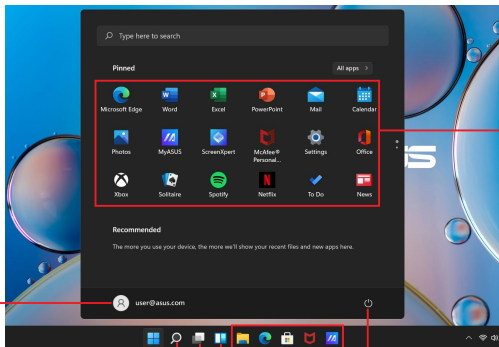 Type here to search
Pinned
All apps >
Microsoft Edge Word Excel PowerPoint Mail Calendar
Photos MyASUS ScreenXpert McAfee® Personal... Settings Office
Xbox Solitaire Spotify Netflix To Do News
Recommended
The more you use your device, the more we'll show your recent files and new apps here.
user@asus.com